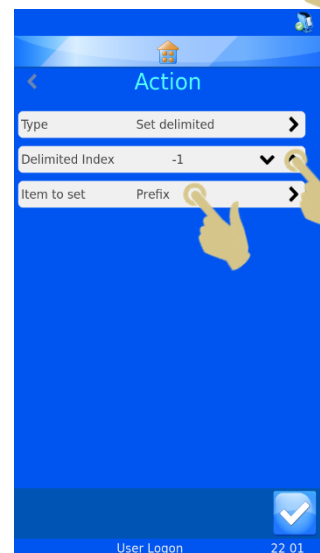 Action
Type Set delimited
Delimited Index -1
Item to set Prefix
User Logon 22 01